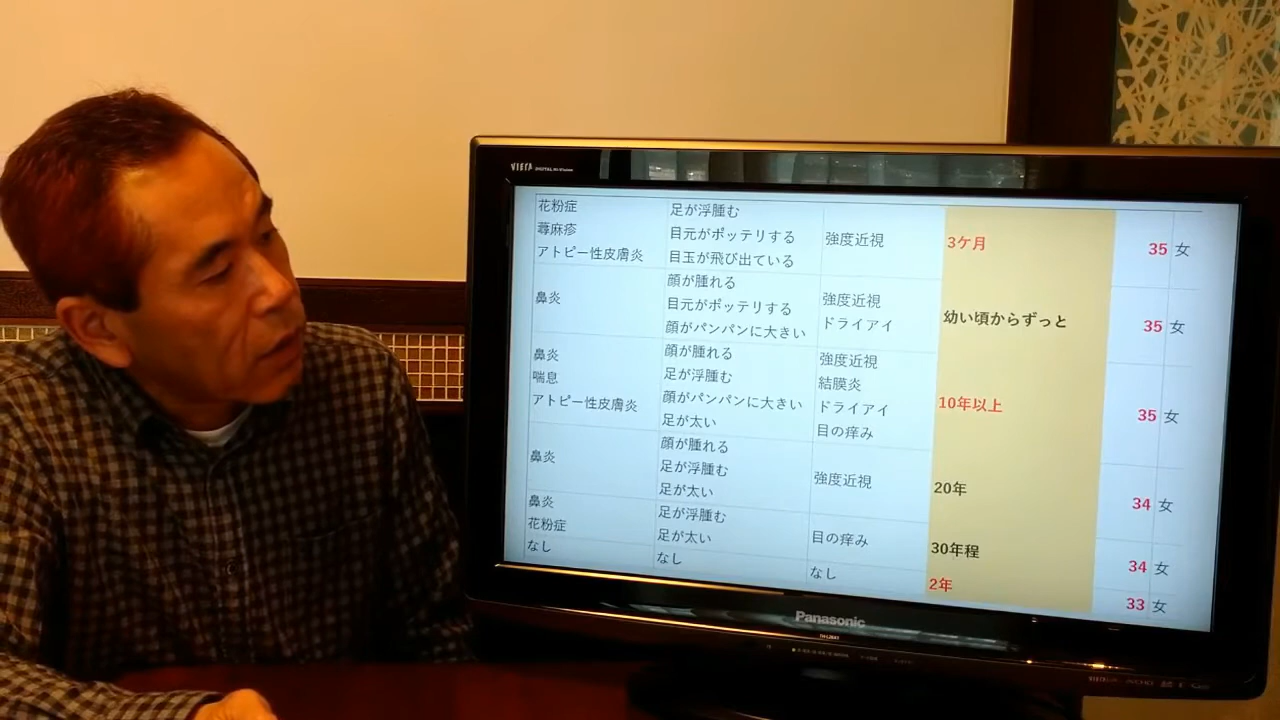 VIERA DIGITAL Hi-Vision
花粉症
蕁麻疹
アトピー性皮膚炎
足が浮腫む
目元がボッテリする
目玉が飛び出ている
強度近視
3ケ月
35 女
鼻炎
顔が腫れる
目元がボッテリする
顔がパンパンに大きい
強度近視
ドライアイ
幼い頃からずっと
35 女
鼻炎
喘息
アトピー性皮膚炎
顔が腫れる
足が浮腫む
顔がパンパンに大きい
足が太い
強度近視
結膜炎
ドライアイ
目の痒み
10年以上
35 女
鼻炎
顔が腫れる
足が浮腫む
足が太い
強度近視
20年
34 女
鼻炎
花粉症
足が浮腫む
足が太い
目の痒み
30年程
34 女
なし
なし
なし
2年
33 女
Panasonic